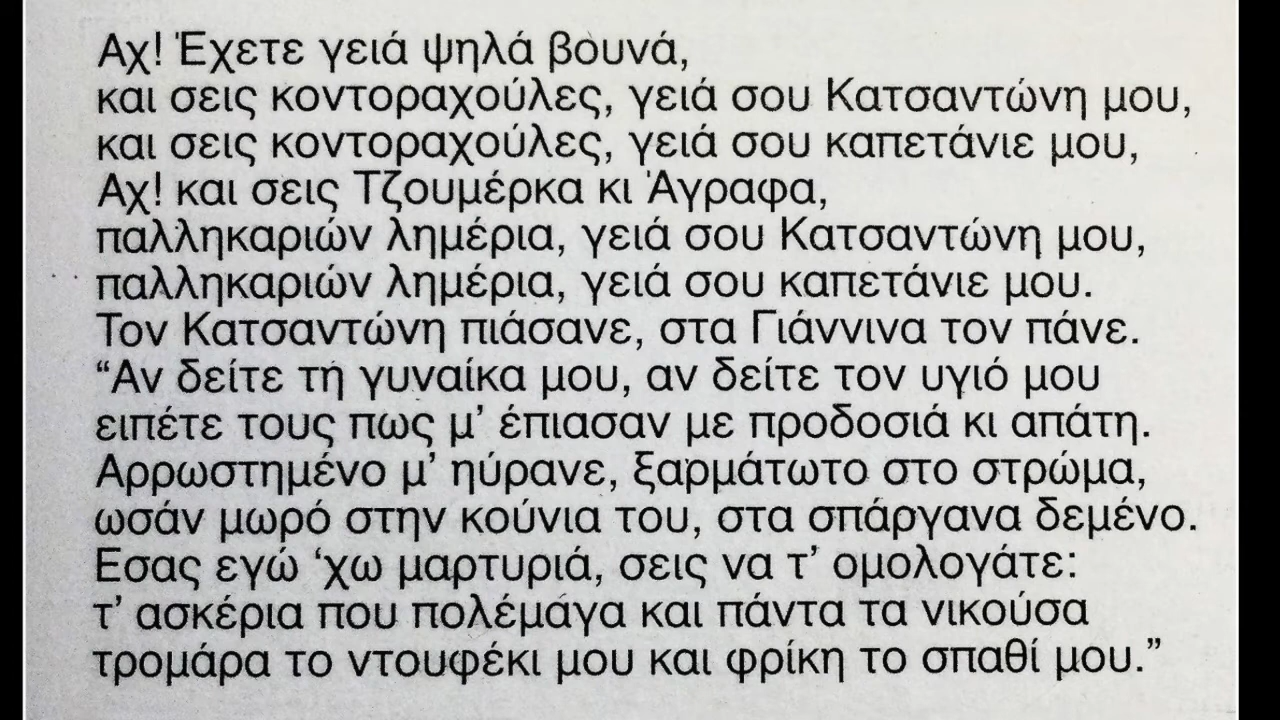 Αχ! Έχετε γειά ψηλά βουνά,
και σεις κοντοραχούλες, γειά σου Κατσαντώνη μου,
και σεις κοντοραχούλες, γειά σου καπετάνιε μου,
Αχ! και σεις Τζουμέρκα κι Άγραφα,
παλληκαριών λημέρια, γειά σου Κατσαντώνη μου,
παλληκαριών λημέρια, γειά σου καπετάνιε μου.
Τον Κατσαντώνη πιάσανε, στα Γιάννινα τον πάνε.
“Αν δείτε τη γυναίκα μου, αν δείτε τον υγιό μου
ειπέτε τους πως μ’ έπιασαν με προδοσιά κι απάτη.
Αρρωστημένο μ’ ηύρανε, ξαρμάτωτο στο στρώμα,
ωσάν μωρό στην κούνια του, στα σπάργανα δεμένο.
Εσας εγώ ‘χω μαρτυριά, σεις να τ’ ομολογάτε:
τ’ ασκέρια που πολέμαγα και πάντα τα νικούσα
τρομάρα το ντουφέκι μου και φρίκη το σπαθί μου.”